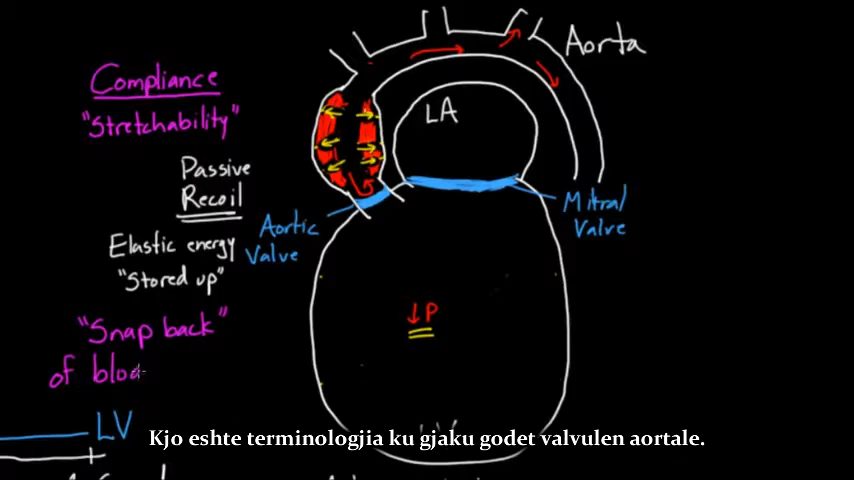 Compliance
"Stretchability"
Passive
Recoil
Elastic energy
"Stored up"
"Snap back"
of bloo
LV
Aorta
LA
Aortic
Valve
Mitral
Valve
↓P
Kjo eshte terminologjia ku gjaku godet valvulen aortale.